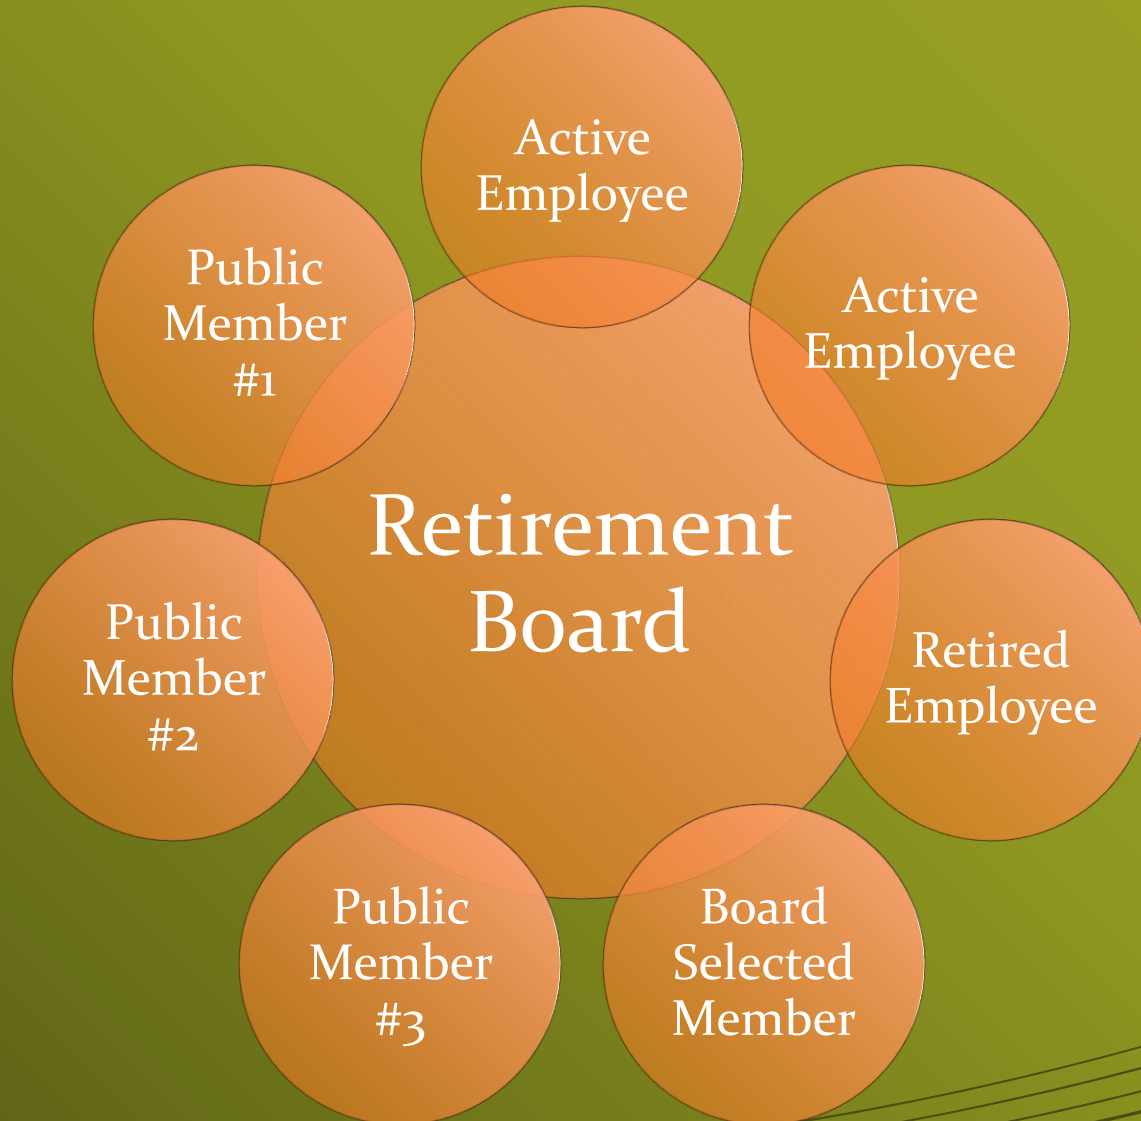 Active
Employee
Public
Member
#1
Active
Employee
Retirement
Board
Public
Member
#2
Retired
Employee
Public
Member
#3
Board
Selected
Member